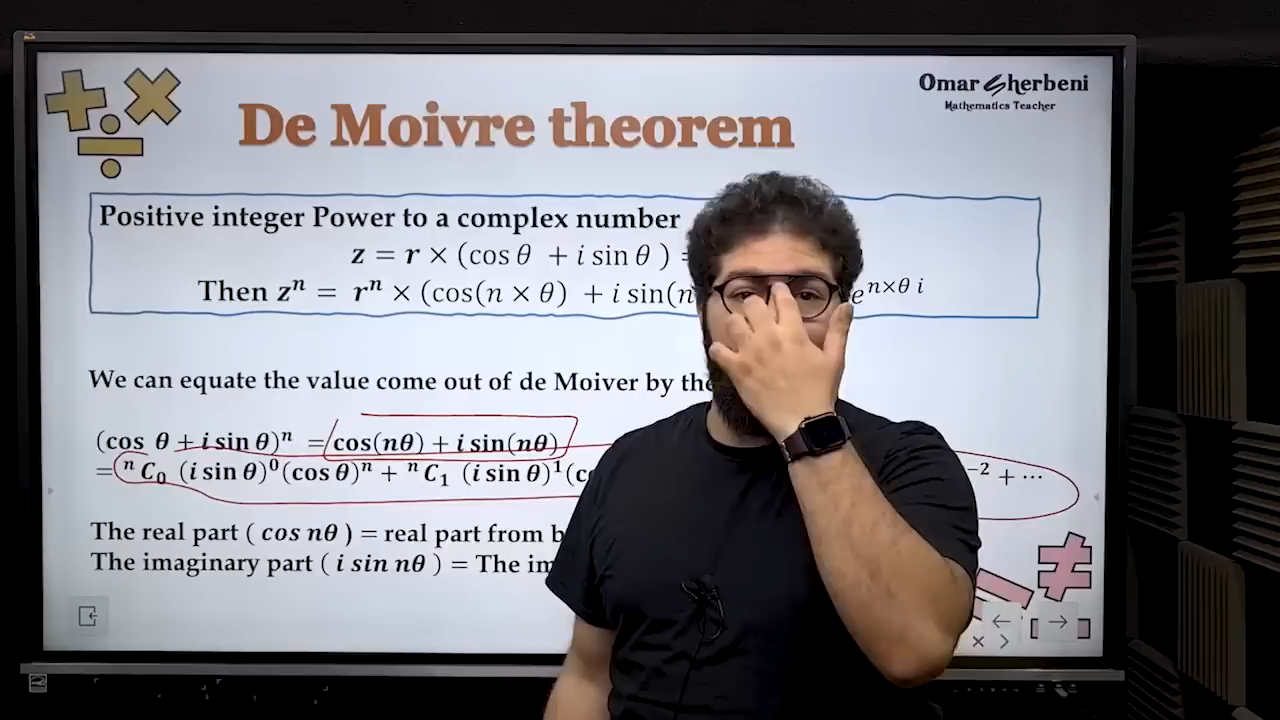 Omar Sherbeni
Mathematics Teacher
De Moivre theorem
Positive integer Power to a complex number
z = r × (cos θ + i sin θ )
Then zⁿ = rⁿ × (cos(n × θ) + i sin(n e^{n×θ i}
We can equate the value come out of de Moiver by
(cos θ + i sin θ)ⁿ = cos(nθ) + i sin(nθ)
= ⁿC₀ (i sin θ)⁰(cos θ)ⁿ + ⁿC₁ (i sin θ)¹( ⁻² + ⋯
The real part ( cos nθ ) = real part from
The imaginary part ( i sin nθ ) = The